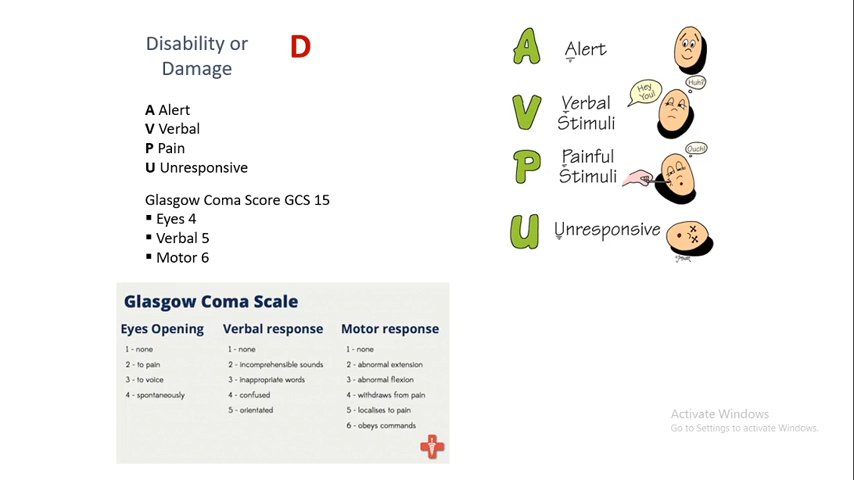 Disability or
Damage
D
A Alert
V Verbal
P Pain
U Unresponsive
Glasgow Coma Score GCS 15
▪ Eyes 4
▪ Verbal 5
▪ Motor 6
Glasgow Coma Scale
Eyes Opening
1 - none
2 - to pain
3 - to voice
4 - spontaneously
Verbal response
1 - none
2 - incomprehensible sounds
3 - inappropriate words
4 - confused
5 - orientated
Motor response
1 - none
2 - abnormal extension
3 - abnormal flexion
4 - withdraws from pain
5 - localises to pain
6 - obeys commands
A Alert
V Verbal
Stimuli
Hey
You!
Huh?
P Painful
Stimuli
Ouch!
U Unresponsive
Activate Windows
Go to Settings to activate Windows.